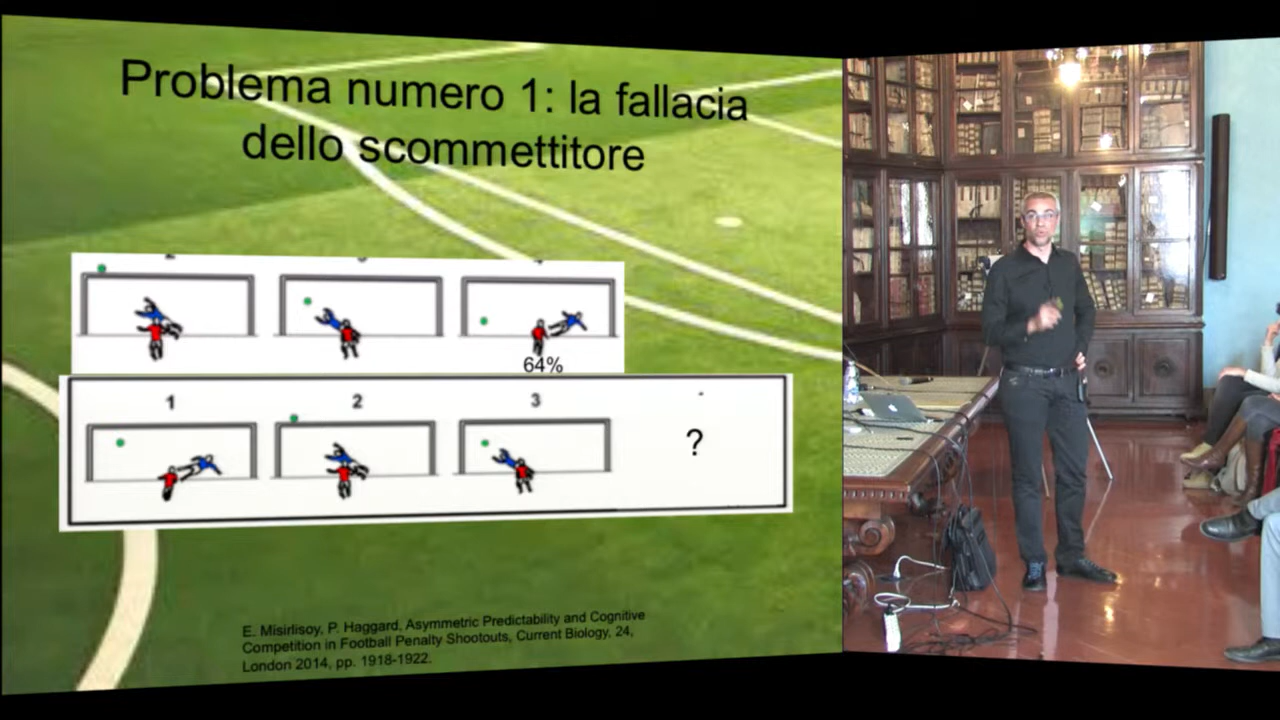 Problema numero 1: la fallacia
dello scommettitore
64%
1
2
3
?
E. Misirlisoy, P. Haggard, Asymmetric Predictability and Cognitive
Competition in Football Penalty Shootouts, Current Biology, 24,
London 2014, pp. 1918-1922.